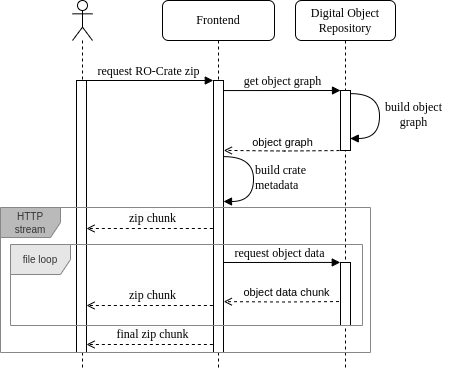 Frontend
Digital Object
Repository
request RO-Crate zip
get object graph
build object
graph
object graph
build crate
metadata
HTTP
stream
zip chunk
file loop
request object data
object data chunk
zip chunk
final zip chunk